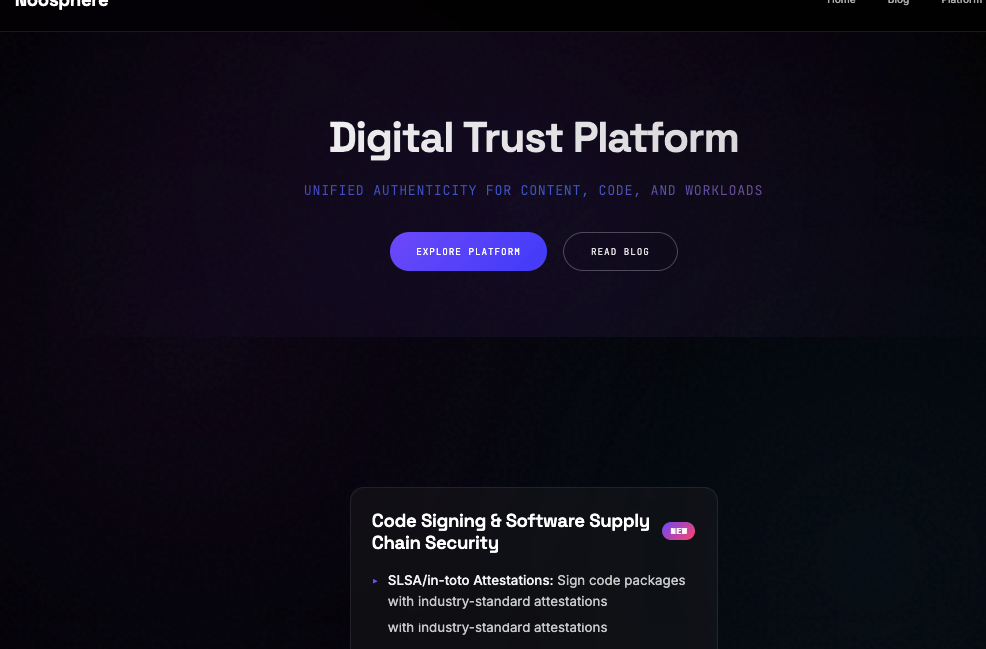 Noosphere
Home Blog Platform
Digital Trust Platform
UNIFIED AUTHENTICITY FOR CONTENT, CODE, AND WORKLOADS
EXPLORE PLATFORM READ BLOG
Code Signing & Software Supply
Chain Security
NEW
▸ SLSA/in-toto Attestations: Sign code packages
with industry-standard attestations
with industry-standard attestations